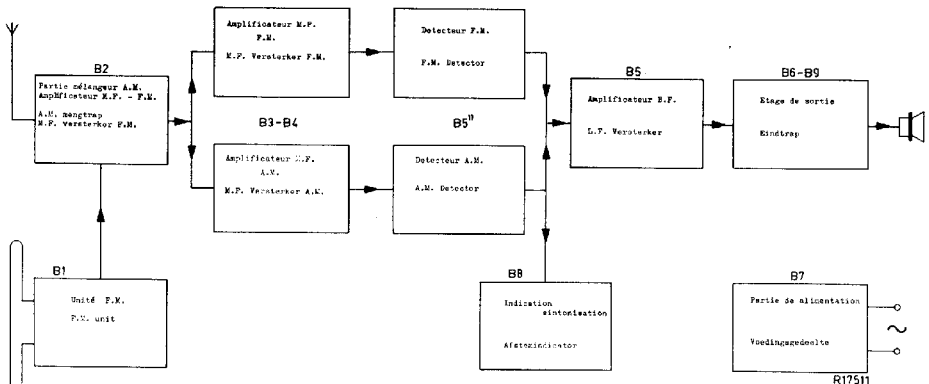 B2
Partie mélangeur A.M.
Amplificateur M.F. - F.M.
A.M. mengtrap
M.F. versterker F.M.
Amplificateur M.F.
F.M.
M.F. Versterker F.M.
Detecteur F.M.
F.M. Detector
B3-B4
B5"
Amplificateur M.F.
A.M.
M.F. Versterker A.M.
Detecteur A.M.
A.M. Detector
B5
Amplificateur B.F.
L.F. Versterker
B6-B9
Etage de sortie
Eindtrap
B1
Unité F.M.
F.M. unit
B8
Indication
sintonisation
Afstemindicator
B7
Partie de alimentation
Voedingsgedeelte
~
R17511